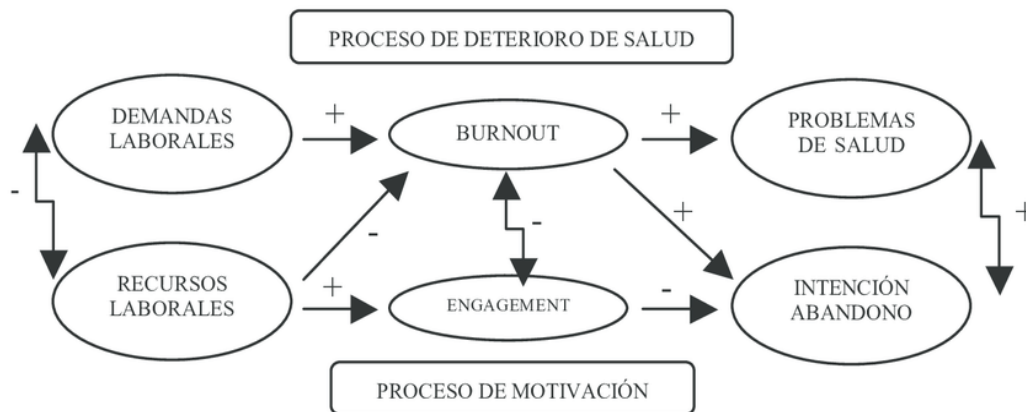 PROCESO DE DETERIORO DE SALUD
DEMANDAS
LABORALES
+
BURNOUT
+
PROBLEMAS
DE SALUD
-
-
-
+
+
RECURSOS
LABORALES
+
ENGAGEMENT
-
INTENCIÓN
ABANDONO
PROCESO DE MOTIVACIÓN